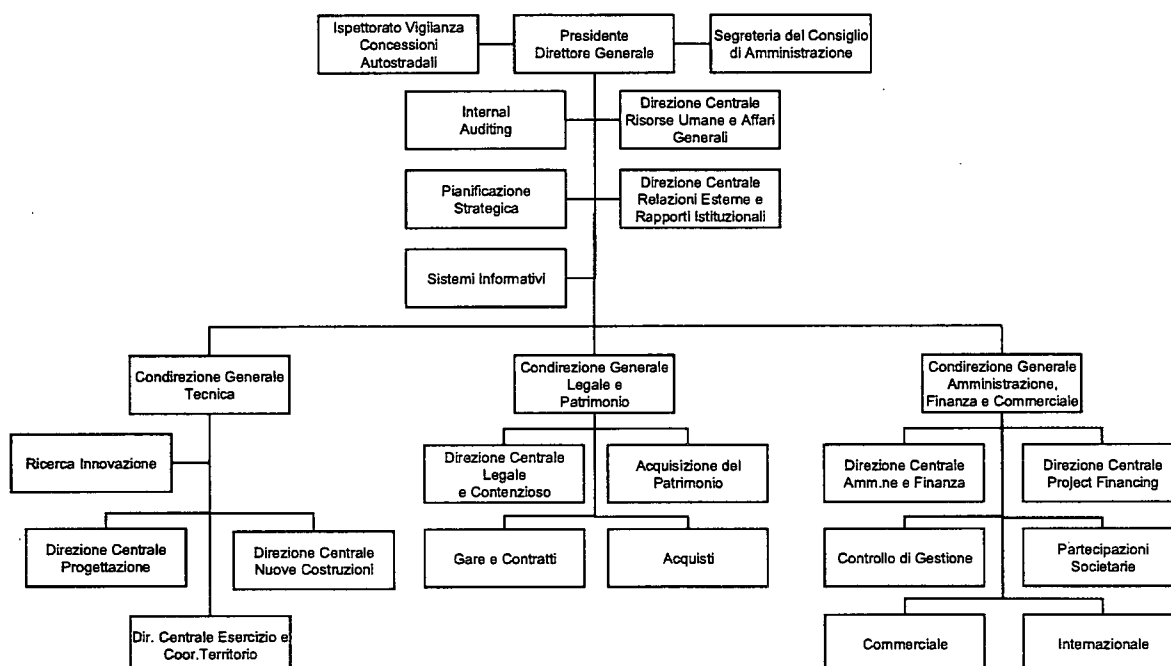 Ispettorato Vigilanza
Concessioni
Autostradali
Presidente
Direttore Generale
Segreteria del Consiglio
di Amministrazione
Internal
Auditing
Direzione Centrale
Risorse Umane e Affari
Generali
Pianificazione
Strategica
Direzione Centrale
Relazioni Esterne e
Rapporti Istituzionali
Sistemi Informativi
Condirezione Generale
Tecnica
Condirezione Generale
Legale e
Patrimonio
Condirezione Generale
Amministrazione,
Finanza e Commerciale
Ricerca Innovazione
Direzione Centrale
Legale
e Contenzioso
Acquisizione del
Patrimonio
Direzione Centrale
Amm.ne e Finanza
Direzione Centrale
Project Financing
Direzione Centrale
Progettazione
Direzione Centrale
Nuove Costruzioni
Gare e Contratti
Acquisti
Controllo di Gestione
Partecipazioni
Societarie
Dir. Centrale Esercizio e
Coor.Territorio
Commerciale
Internazionale